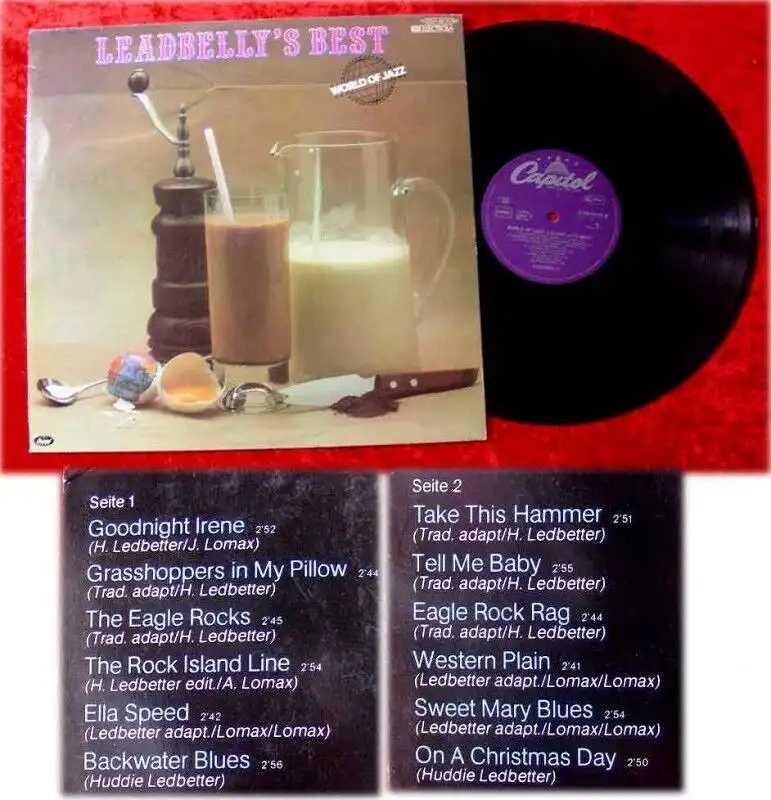 LEADBELLY'S BEST
WORLD OF JAZZ
Capitol
Seite 1
Goodnight Irene 2'52
(H. Ledbetter/J. Lomax)
Grasshoppers in My Pillow 2'44
(Trad. adapt/H. Ledbetter)
The Eagle Rocks 2'45
(Trad. adapt/H. Ledbetter)
The Rock Island Line 2'54
(H. Ledbetter edit./A. Lomax)
Ella Speed 2'42
(Ledbetter adapt./Lomax/Lomax)
Backwater Blues 2'56
(Huddie Ledbetter)
Seite 2
Take This Hammer 2'51
(Trad. adapt/H. Ledbetter)
Tell Me Baby 2'55
(Trad. adapt/H. Ledbetter)
Eagle Rock Rag 2'44
(Trad. adapt/H. Ledbetter)
Western Plain 2'41
(Ledbetter adapt./Lomax/Lomax)
Sweet Mary Blues 2'54
(Ledbetter adapt./Lomax/Lomax)
On A Christmas Day 2'50
(Huddie Ledbetter)